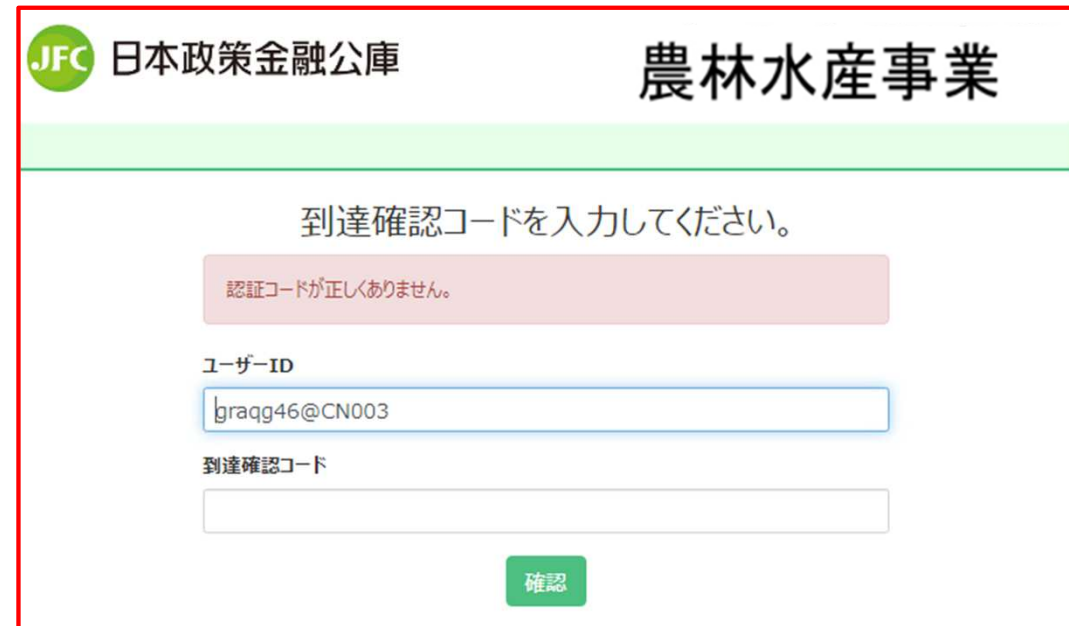 JFC 日本政策金融公庫 農林水産事業
到達確認コードを入力してください。
認証コードが正しくありません。
ユーザーID
graqg46@CN003
到達確認コード
確認